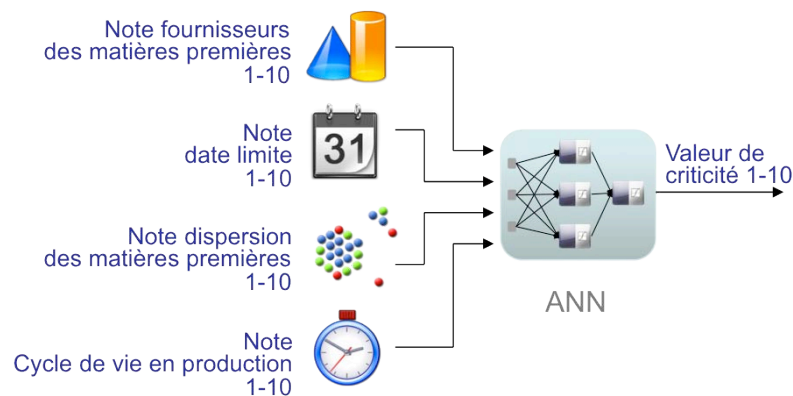 Note fournisseurs
des matières premières
1-10
Note
date limite
1-10
31
Note dispersion
des matières premières
1-10
Note
Cycle de vie en production
1-10
ANN
Valeur de
criticité 1-10